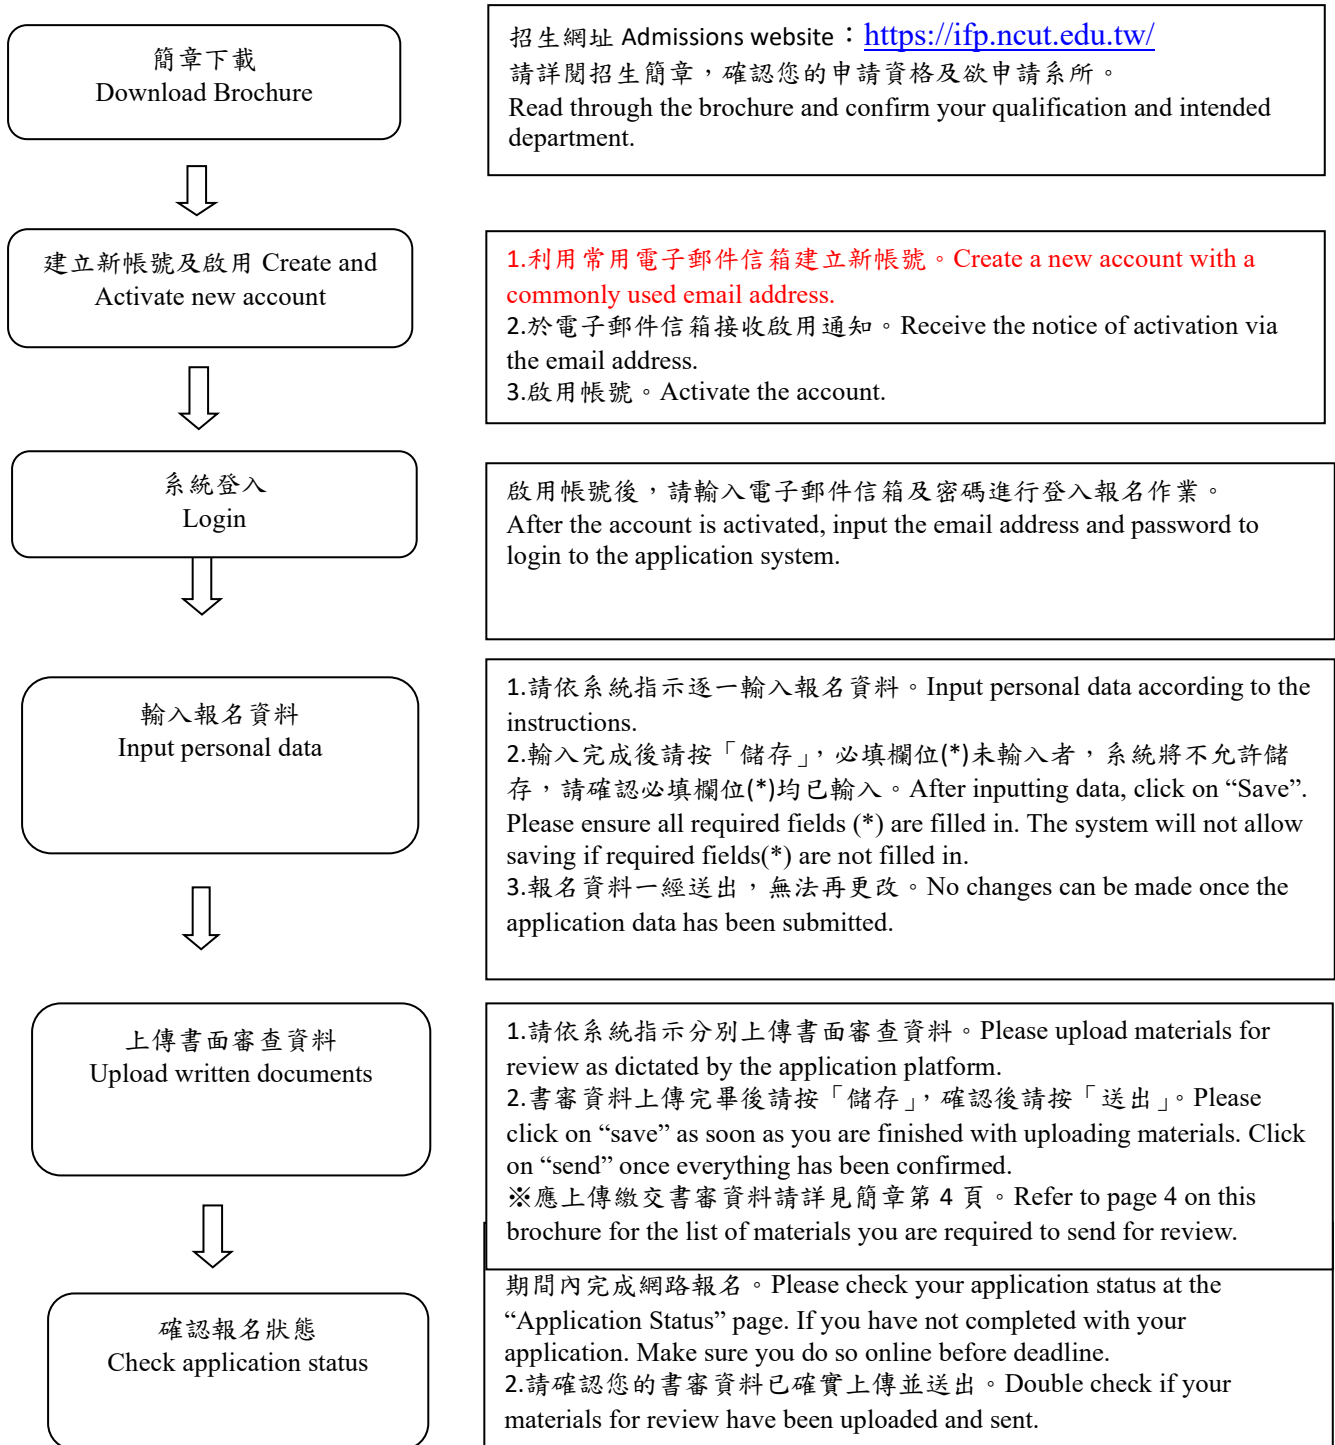 簡章下載
Download Brochure
招生網址 Admissions website：https://ifp.ncut.edu.tw/
請詳閱招生簡章，確認您的申請資格及欲申請系所。
Read through the brochure and confirm your qualification and intended
department.
建立新帳號及啟用 Create and
Activate new account
1.利用常用電子郵件信箱建立新帳號。Create a new account with a
commonly used email address.
2.於電子郵件信箱接收啟用通知。Receive the notice of activation via
the email address.
3.啟用帳號。Activate the account.
系統登入
Login
啟用帳號後，請輸入電子郵件信箱及密碼進行登入報名作業。
After the account is activated, input the email address and password to
login to the application system.
輸入報名資料
Input personal data
1.請依系統指示逐一輸入報名資料。Input personal data according to the
instructions.
2.輸入完成後請按「儲存」，必填欄位(*)未輸入者，系統將不允許儲
存，請確認必填欄位(*)均已輸入。After inputting data, click on “Save”.
Please ensure all required fields (*) are filled in. The system will not allow
saving if required fields(*) are not filled in.
3.報名資料一經送出，無法再更改。No changes can be made once the
application data has been submitted.
上傳書面審查資料
Upload written documents
1.請依系統指示分別上傳書面審查資料。Please upload materials for
review as dictated by the application platform.
2.書審資料上傳完畢後請按「儲存」，確認後請按「送出」。Please
click on “save” as soon as you are finished with uploading materials. Click
on “send” once everything has been confirmed.
※應上傳繳交書審資料請詳見簡章第 4 頁。Refer to page 4 on this
brochure for the list of materials you are required to send for review.
確認報名狀態
Check application status
期間內完成網路報名。Please check your application status at the
“Application Status” page. If you have not completed with your
application. Make sure you do so online before deadline.
2.請確認您的書審資料已確實上傳並送出。Double check if your
materials for review have been uploaded and sent.